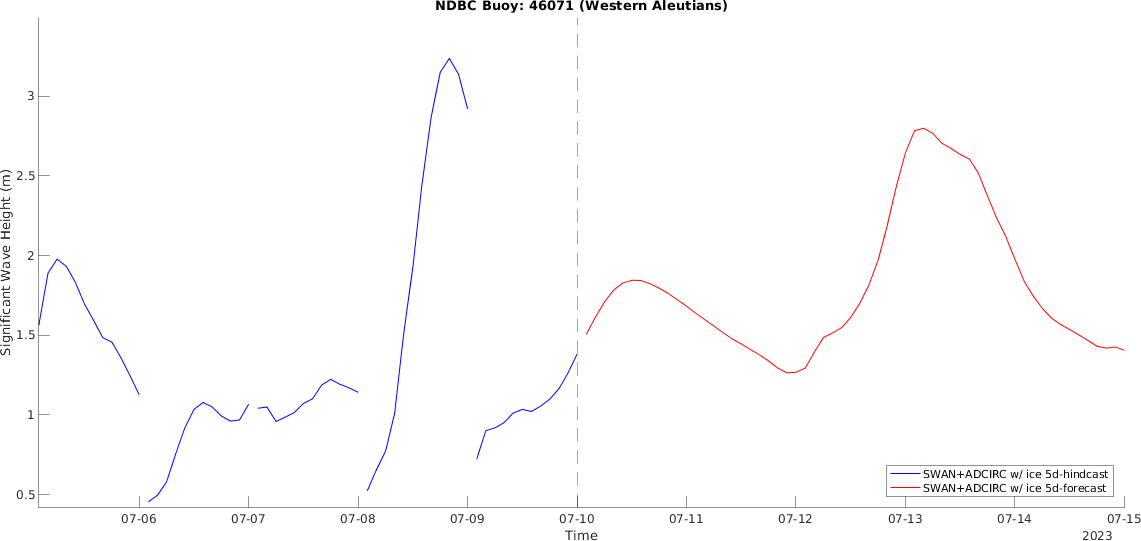 NDBC Buoy: 46071 (Western Aleutians)
Significant Wave Height (m)
3
2.5
2
1.5
1
0.5
07-06 07-07 07-08 07-09 07-10 07-11 07-12 07-13 07-14 07-15
Time
2023
SWAN+ADCIRC w/ ice 5d-hindcast
SWAN+ADCIRC w/ ice 5d-forecast